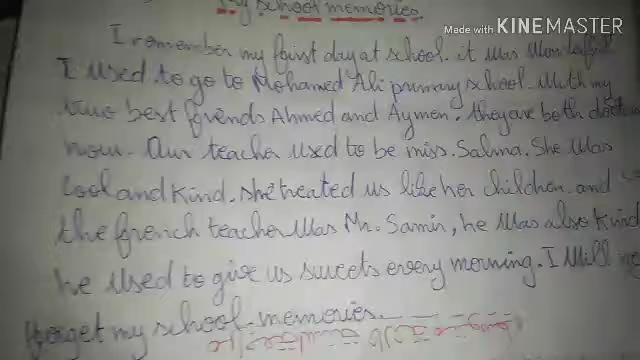 My school memories
Made with KINEMASTER
I remember my first day at school. it was wonderful
I used to go to Mohamed Ali primary school. With my
two best friends Ahmed and Aymen. they are both doctors
now. Our teacher used to be miss. Salma. She was
cool and kind. she treated us like her children. and
the french teacher was Mr. Samir, he was also kind
he used to give us sweets every morning. I will
forget my school memories.